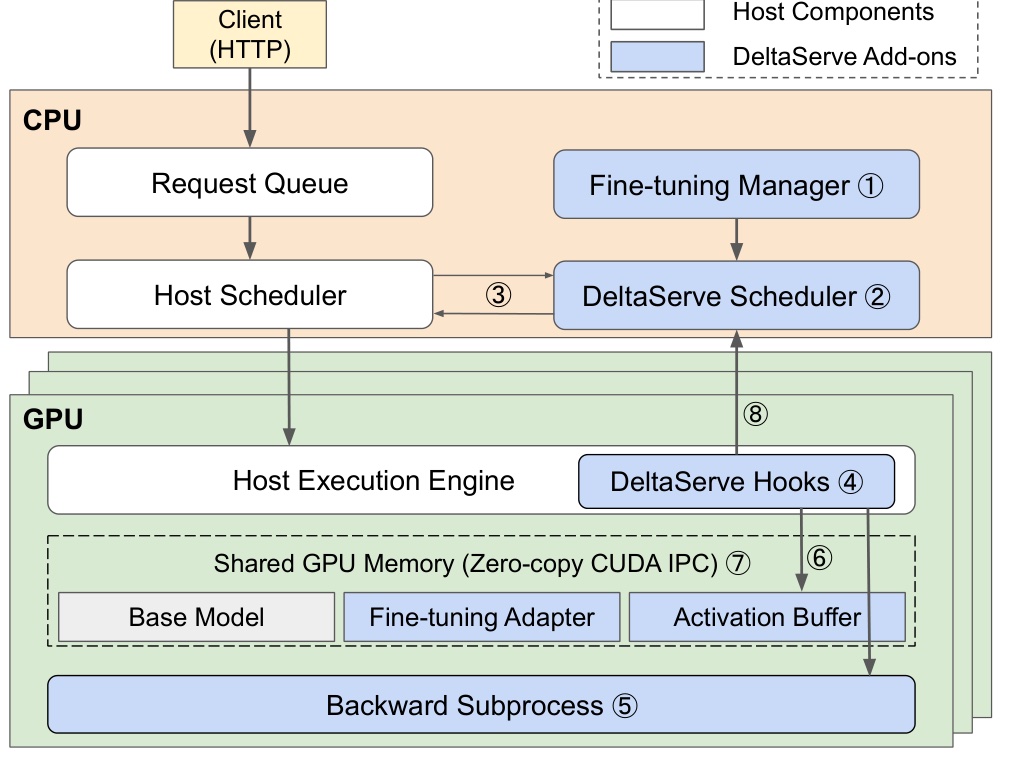 Client
(HTTP)
Host Components
DeltaServe Add-ons
CPU
Request Queue
Fine-tuning Manager ①
Host Scheduler
③
DeltaServe Scheduler ②
GPU
⑧
Host Execution Engine
DeltaServe Hooks ④
Shared GPU Memory (Zero-copy CUDA IPC) ⑦
⑥
Base Model
Fine-tuning Adapter
Activation Buffer
Backward Subprocess ⑤